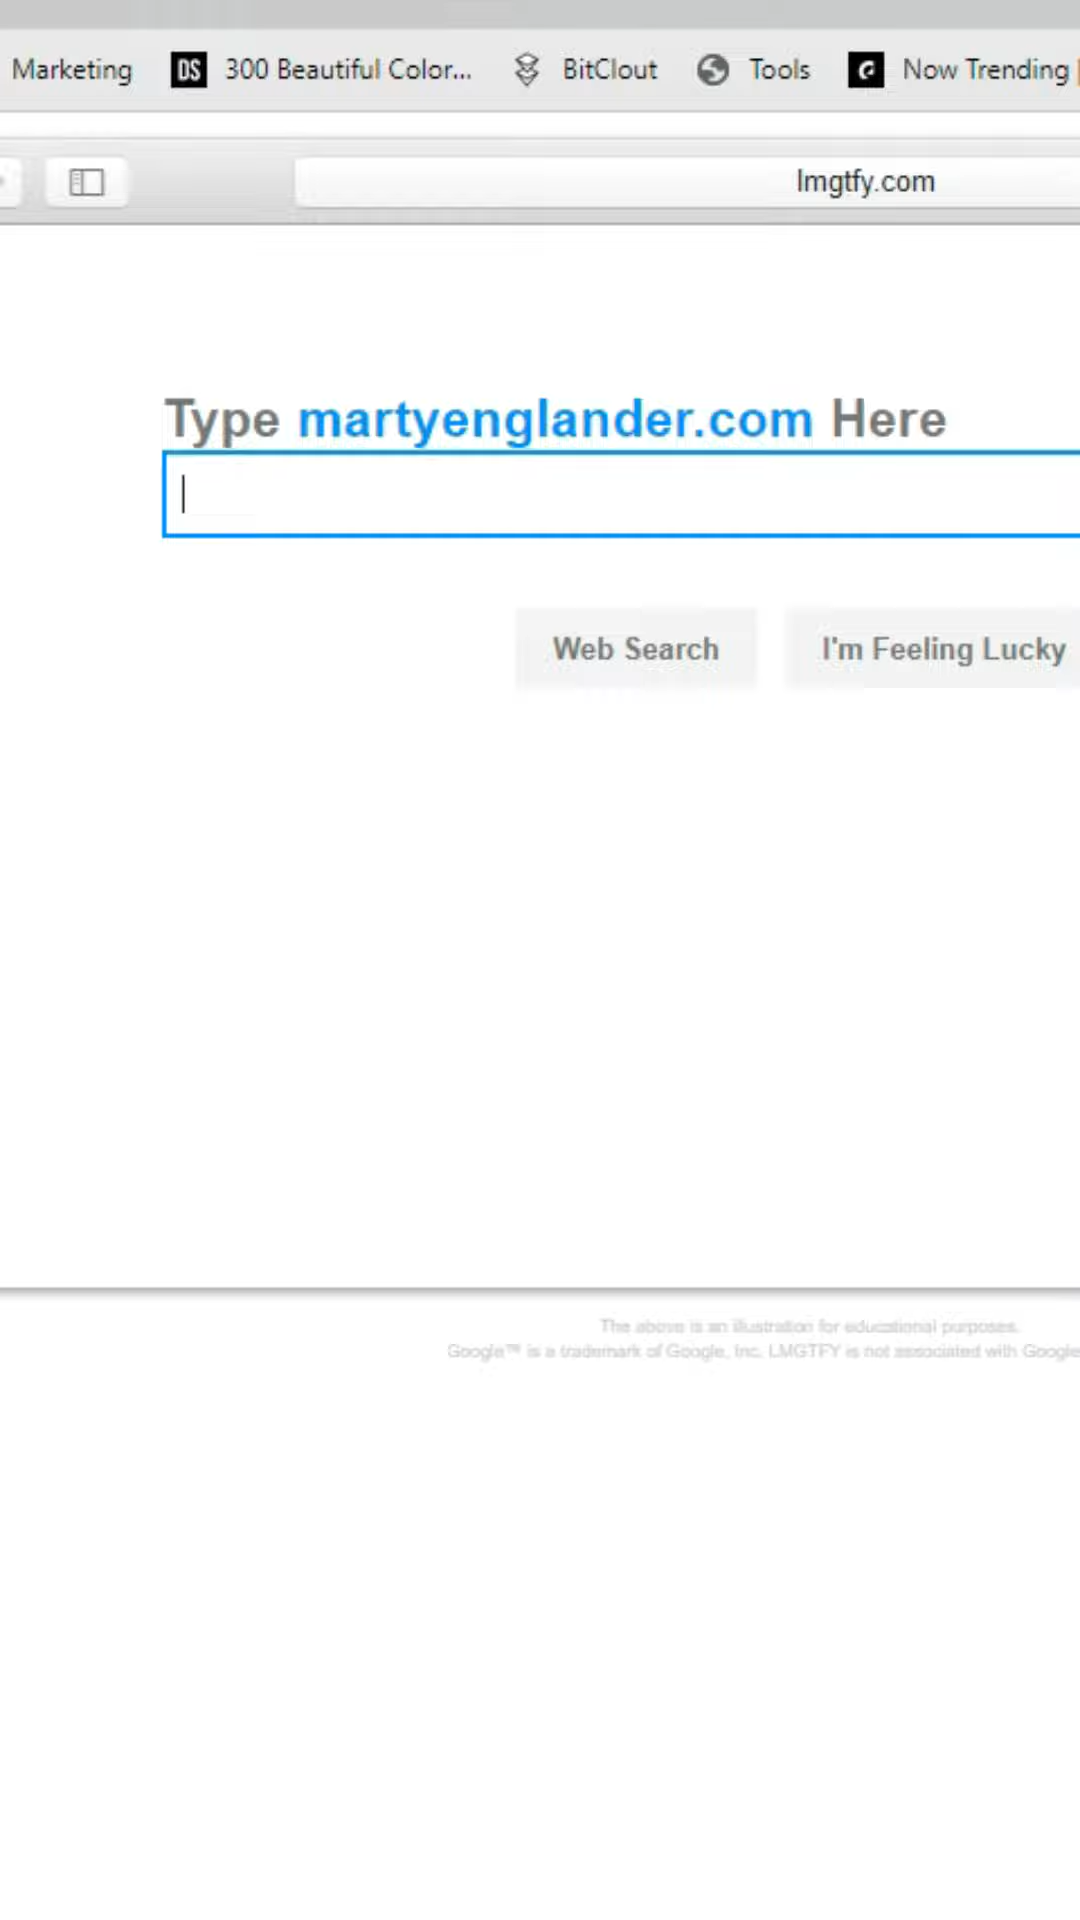 Marketing DS 300 Beautiful Color... BitClout Tools G Now Trending
lmgtfy.com
Type martyenglander.com Here
Web Search I'm Feeling Lucky
The above is an illustration for educational purposes.
Google™ is a trademark of Google, Inc. LMGTFY is not associated with Google